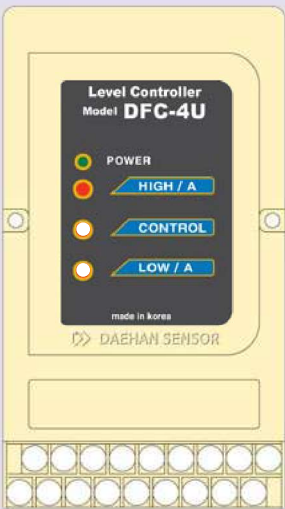 Level Controller
Model DFC-4U
POWER
HIGH / A
CONTROL
LOW / A
made in korea
DAEHAN SENSOR